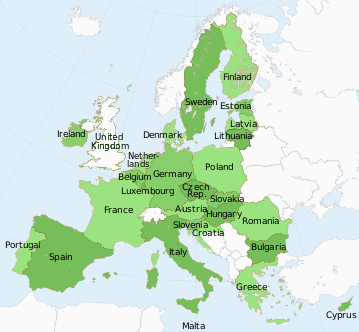 Finland
Sweden
Estonia
Latvia
Lithuania
Denmark
Ireland
United
Kingdom
Nether-
lands
Poland
Belgium
Germany
Luxembourg
Czech
Rep.
Slovakia
Austria
Hungary
France
Slovenia
Romania
Croatia
Portugal
Spain
Italy
Bulgaria
Greece
Malta
Cyprus